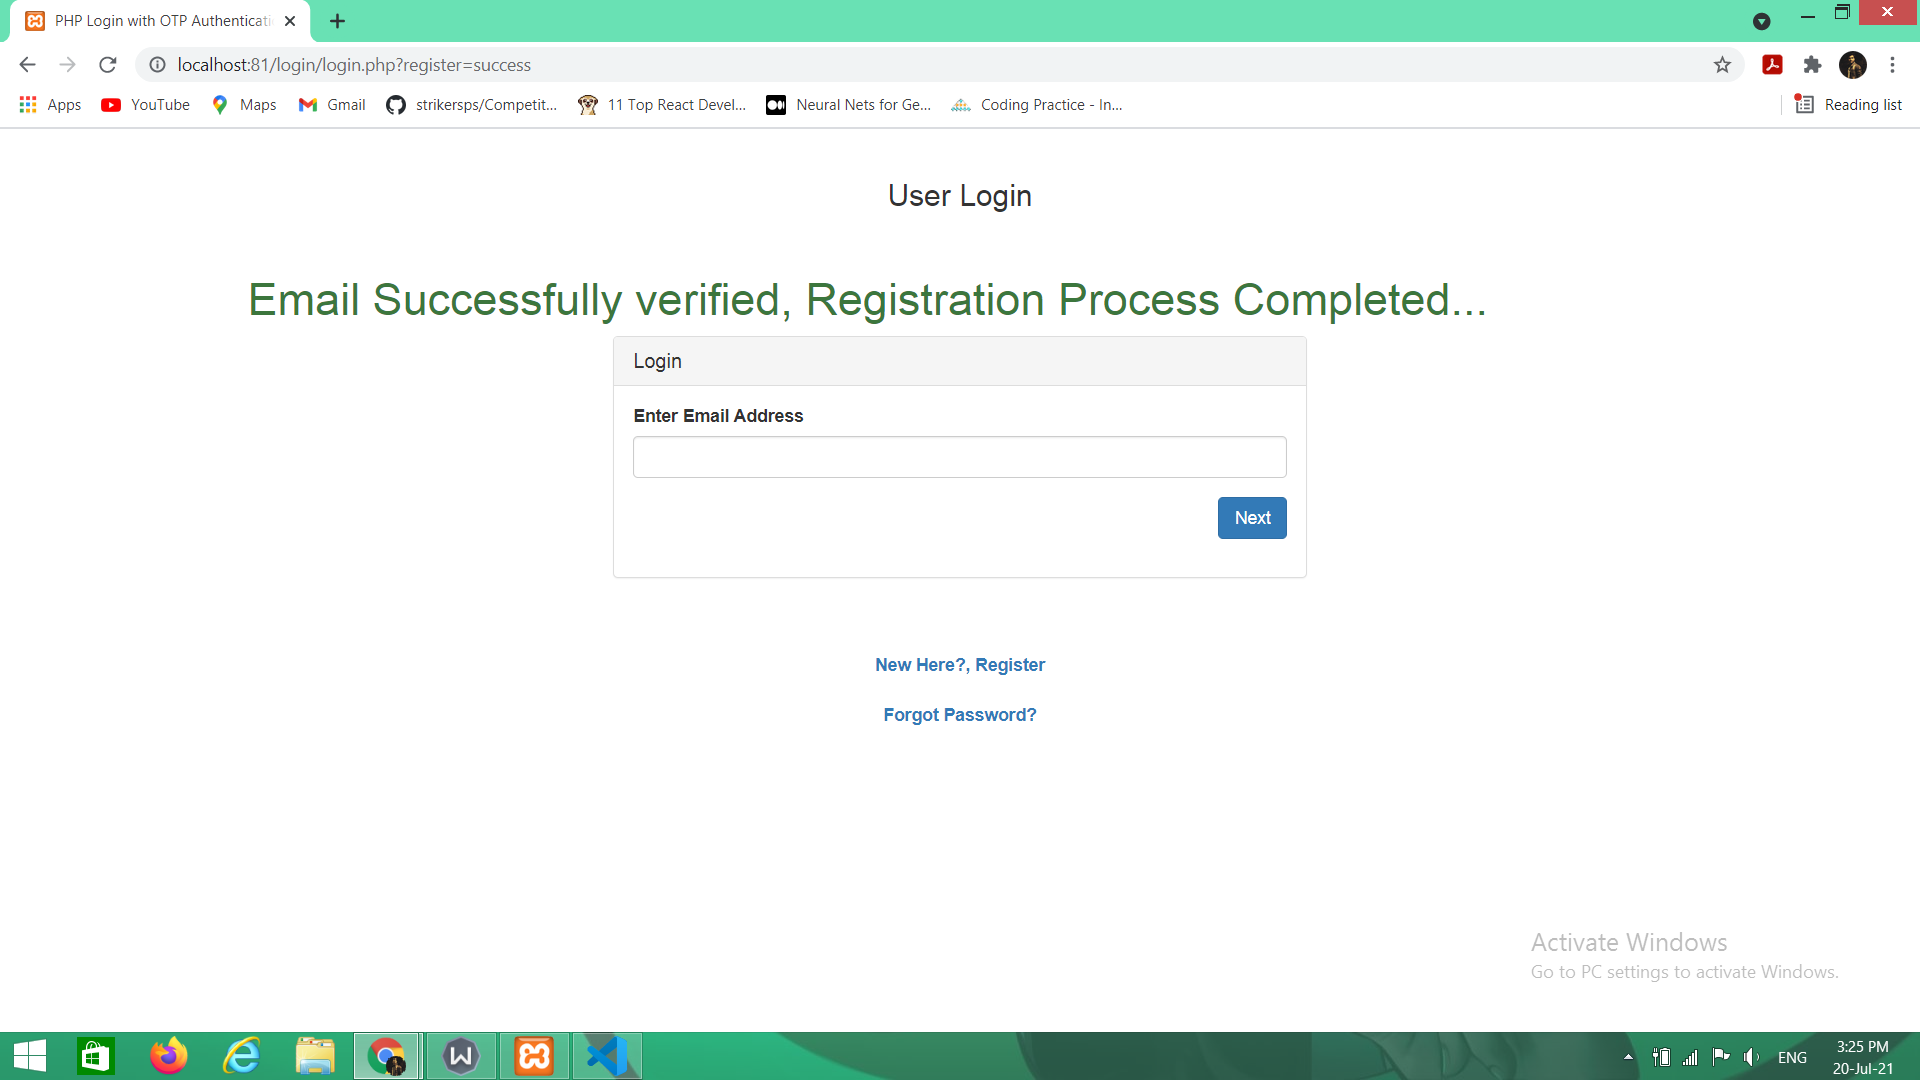 PHP Login with OTP Authenticati
localhost:81/login/login.php?register=success
Apps YouTube Maps Gmail strikersps/Competit... 11 Top React Devel... Neural Nets for Ge... Coding Practice - In... Reading list
User Login
Email Successfully verified, Registration Process Completed...
Login
Enter Email Address
Next
New Here?, Register
Forgot Password?
Activate Windows
Go to PC settings to activate Windows.
ENG
3:25 PM
20-Jul-21